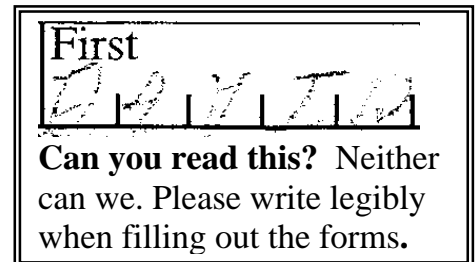 First
Can you read this? Neither
can we. Please write legibly
when filling out the forms.